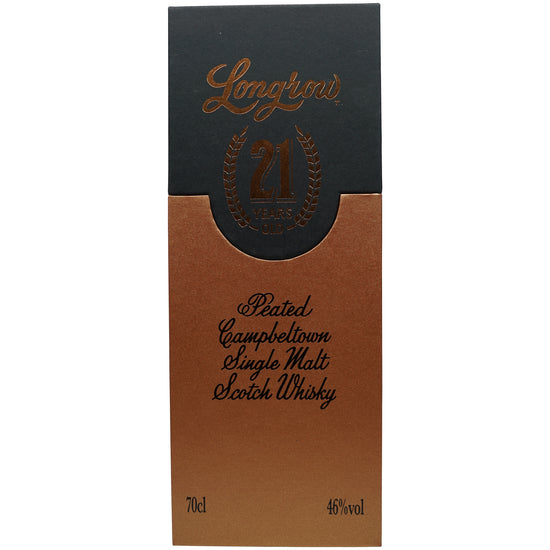 Longrow
21
YEARS
OLD
Peated
Campbeltown
Single Malt
Scotch Whisky
70cl 46%vol